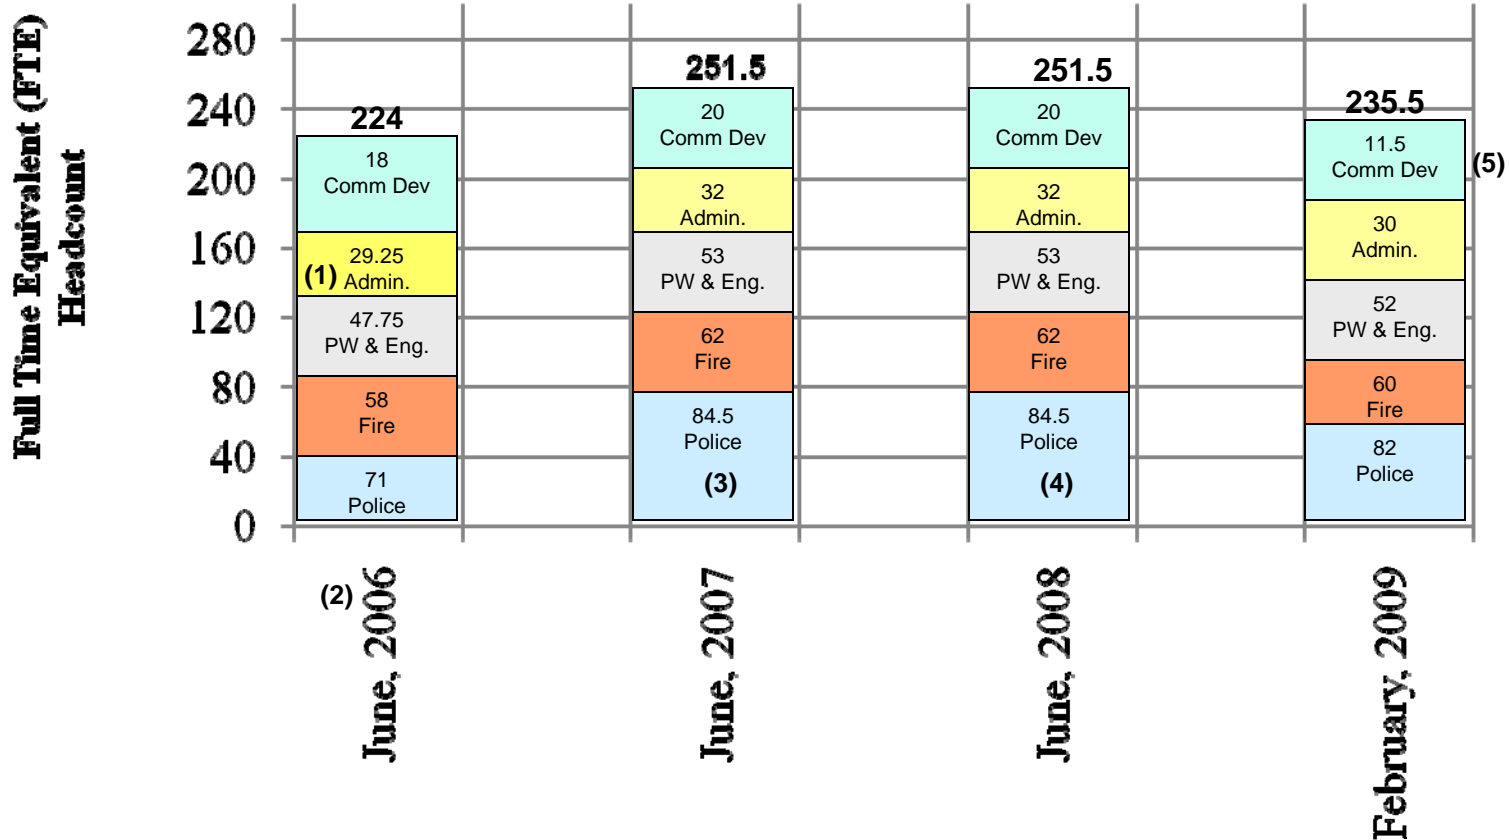 Full Time Equivalent (FTE)
Headcount
280
240
200
160
120
80
40
0
224
18
Comm Dev
29.25
(1) Admin.
47.75
PW & Eng.
58
Fire
71
Police
(2) June, 2006
251.5
20
Comm Dev
32
Admin.
53
PW & Eng.
62
Fire
84.5
Police
(3)
June, 2007
251.5
20
Comm Dev
32
Admin.
53
PW & Eng.
62
Fire
84.5
Police
(4)
June, 2008
235.5
11.5
Comm Dev
(5)
30
Admin.
52
PW & Eng.
60
Fire
82
Police
February, 2009